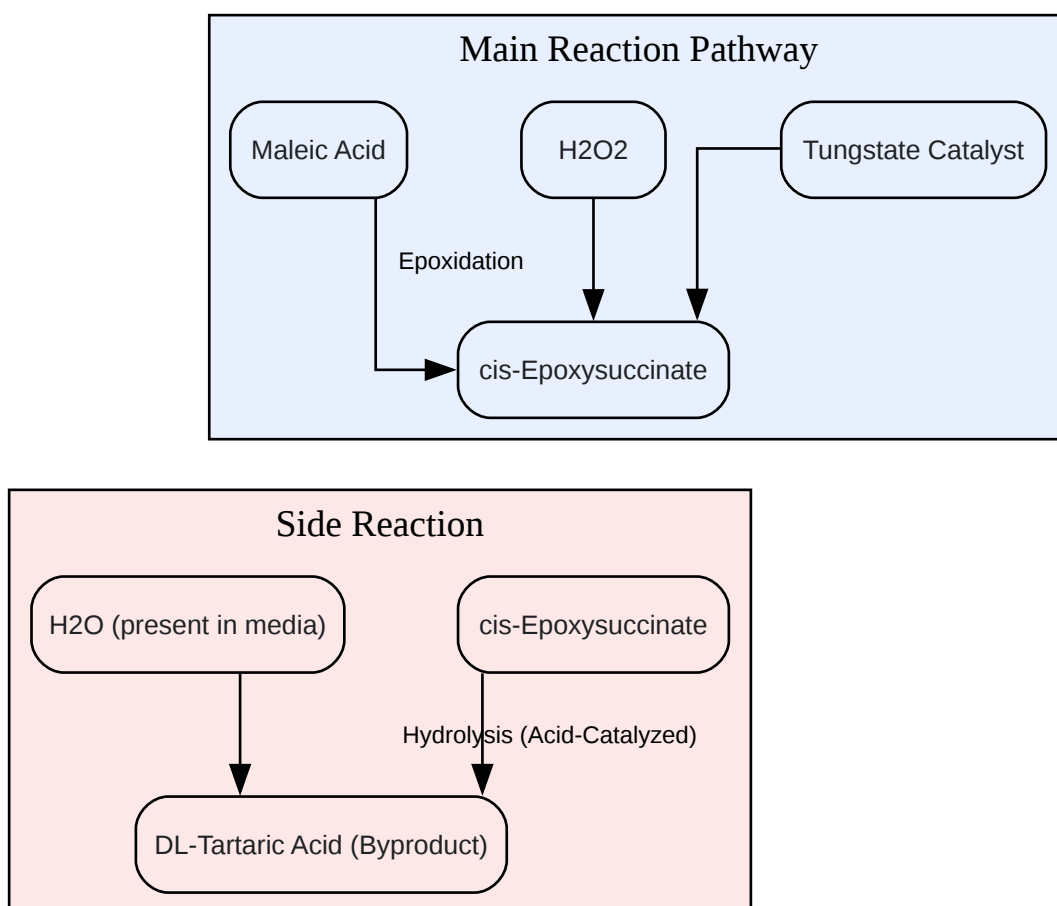 Main Reaction Pathway
Maleic Acid
H2O2
Tungstate Catalyst
Epoxidation
cis-Epoxysuccinate
Side Reaction
H2O (present in media)
cis-Epoxysuccinate
Hydrolysis (Acid-Catalyzed)
DL-Tartaric Acid (Byproduct)